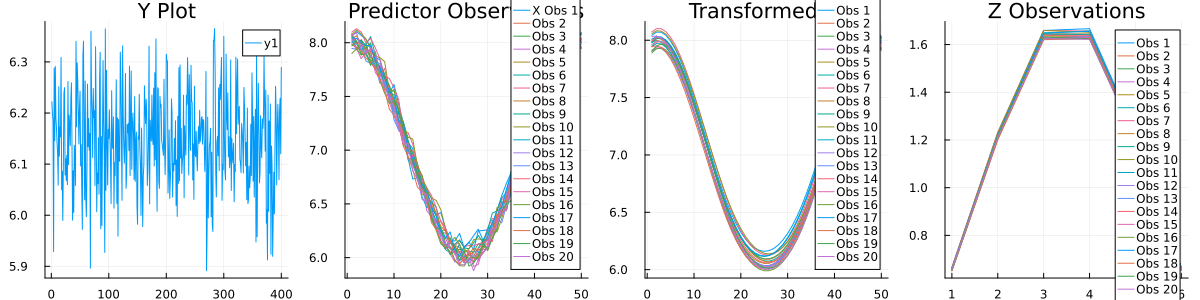 Y Plot
y1
6.3
6.2
6.1
6.0
5.9
0
100
200
300
400
Predictor Obser
s
8.0
7.5
7.0
6.5
6.0
0
10
20
30
40
50
X Obs 1
Obs 2
Obs 3
Obs 4
Obs 5
Obs 6
Obs 7
Obs 8
Obs 9
Obs 10
Obs 11
Obs 12
Obs 13
Obs 14
Obs 15
Obs 16
Obs 17
Obs 18
Obs 19
Obs 20
Transformed
8.0
7.5
7.0
6.5
6.0
0
10
20
30
40
50
Obs 1
Obs 2
Obs 3
Obs 4
Obs 5
Obs 6
Obs 7
Obs 8
Obs 9
Obs 10
Obs 11
Obs 12
Obs 13
Obs 14
Obs 15
Obs 16
Obs 17
Obs 18
Obs 19
Obs 20
Z Observations
1.6
1.4
1.2
1.0
0.8
1
2
3
4
Obs 1
Obs 2
Obs 3
Obs 4
Obs 5
Obs 6
Obs 7
Obs 8
Obs 9
Obs 10
Obs 11
Obs 12
Obs 13
Obs 14
Obs 15
Obs 16
Obs 17
Obs 18
Obs 19
Obs 20